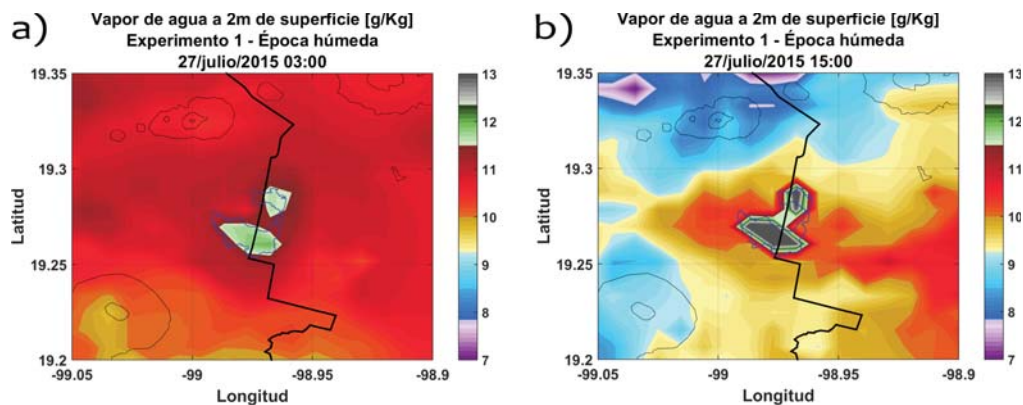 a)
Vapor de agua a 2m de superficie [g/Kg]
Experimento 1 - Época húmeda
27/julio/2015 03:00
19.35
19.3
19.25
19.2
Latitud
-99.05
-99
-98.95
-98.9
Longitud
13
12
11
10
9
8
7
b)
Vapor de agua a 2m de superficie [g/Kg]
Experimento 1 - Época húmeda
27/julio/2015 15:00
19.35
19.3
19.25
19.2
Latitud
-99.05
-99
-98.95
-98.9
Longitud
13
12
11
10
9
8
7